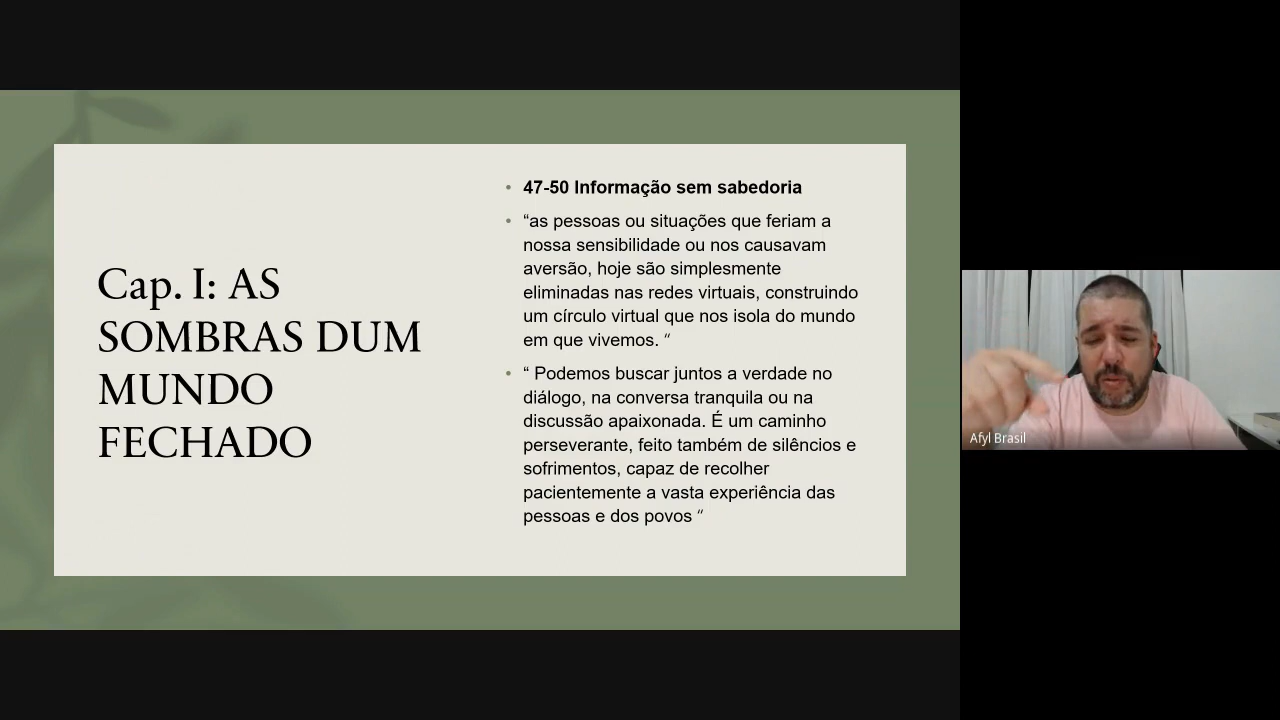 Cap. I: AS
SOMBRAS DUM
MUNDO
FECHADO
• 47-50 Informação sem sabedoria
• “as pessoas ou situações que feriam a
nossa sensibilidade ou nos causavam
aversão, hoje são simplesmente
eliminadas nas redes virtuais, construindo
um círculo virtual que nos isola do mundo
em que vivemos. “
• “ Podemos buscar juntos a verdade no
diálogo, na conversa tranquila ou na
discussão apaixonada. É um caminho
perseverante, feito também de silêncios e
sofrimentos, capaz de recolher
pacientemente a vasta experiência das
pessoas e dos povos “
Afyl Brasil